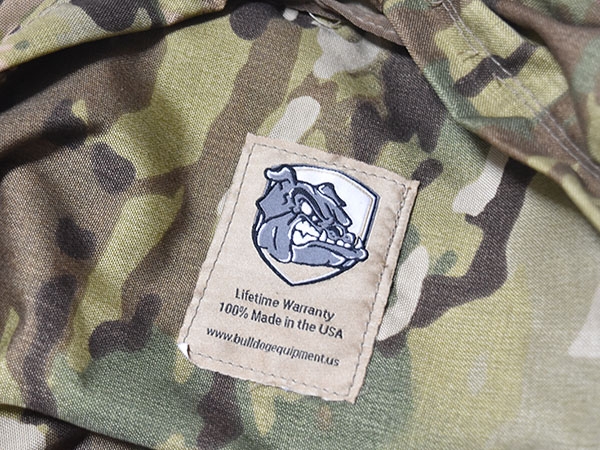 Lifetime Warranty
100% Made in the USA
www.bulldogequipment.us